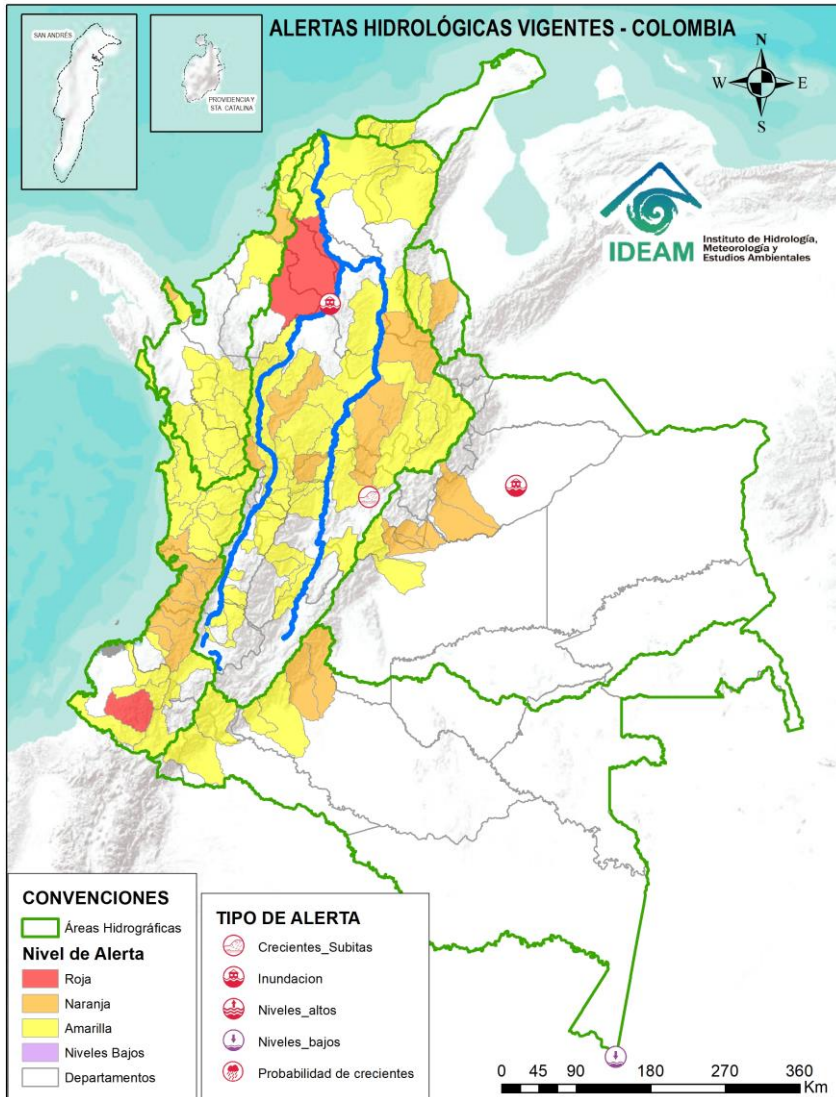 ALERTAS HIDROLÓGICAS VIGENTES - COLOMBIA
SAN ANDRÉS
PROVIDENCIA Y
STA. CATALINA
N
W
E
S
IDEAM
Instituto de Hidrología,
Meteorología y
Estudios Ambientales
CONVENCIONES
Áreas Hidrográficas
Nivel de Alerta
Roja
Naranja
Amarilla
Niveles Bajos
Departamentos
TIPO DE ALERTA
Crecientes_Subitas
Inundacion
Niveles_altos
Niveles_bajos
Probabilidad de crecientes
0 45 90 180 270 360
Km